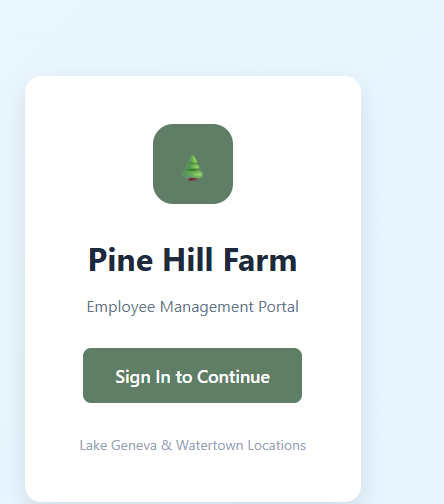 Pine Hill Farm
Employee Management Portal
Sign In to Continue
Lake Geneva & Watertown Locations